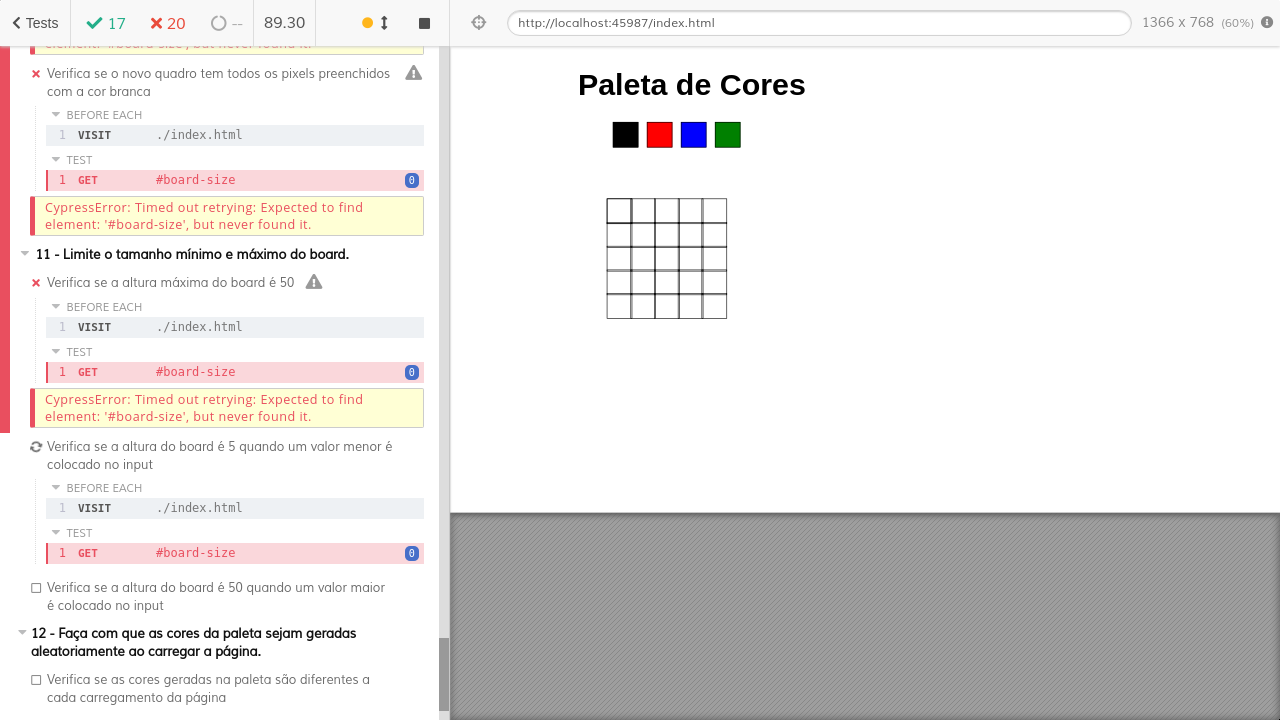 Tests
17
20
--
89.30
http://localhost:45987/index.html
1366 x 768 (60%)
element: '#board-size', but never found it.
Verifica se o novo quadro tem todos os pixels preenchidos
com a cor branca
BEFORE EACH
1 VISIT ./index.html
TEST
1 GET #board-size 0
CypressError: Timed out retrying: Expected to find
element: '#board-size', but never found it.
11 - Limite o tamanho mínimo e máximo do board.
Verifica se a altura máxima do board é 50
BEFORE EACH
1 VISIT ./index.html
TEST
1 GET #board-size 0
CypressError: Timed out retrying: Expected to find
element: '#board-size', but never found it.
Verifica se a altura do board é 5 quando um valor menor é
colocado no input
BEFORE EACH
1 VISIT ./index.html
TEST
1 GET #board-size 0
Verifica se a altura do board é 50 quando um valor maior
é colocado no input
12 - Faça com que as cores da paleta sejam geradas
aleatoriamente ao carregar a página.
Verifica se as cores geradas na paleta são diferentes a
cada carregamento da página
Paleta de Cores